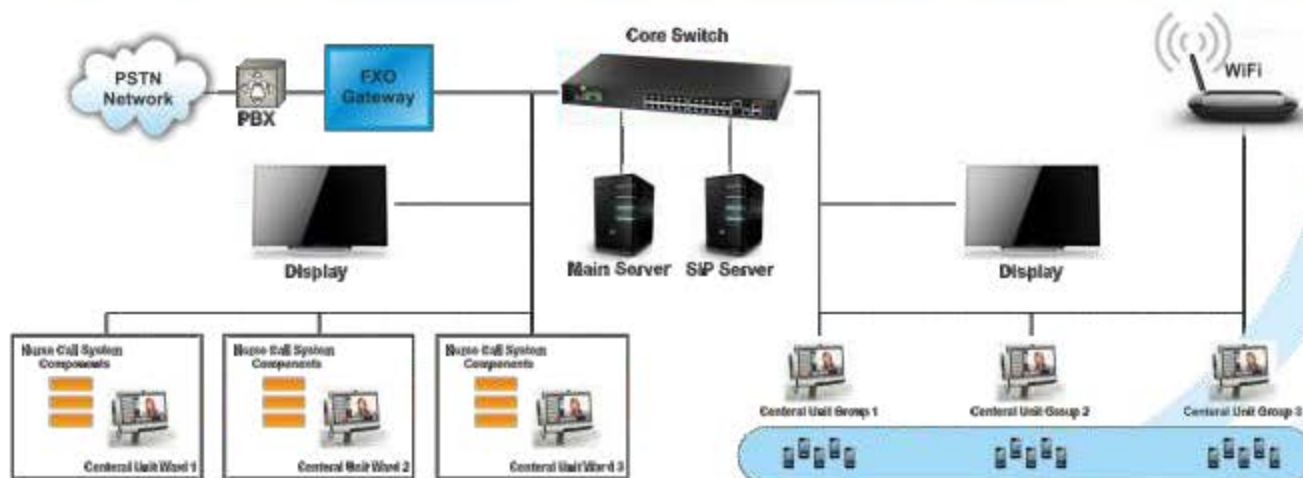 Core Switch
PSTN
Network
PBX
FXO
Gateway
WiFi
Display
Main Server
SIP Server
Display
Nurse Call System
Components
Centeral Unit Ward 1
Nurse Call System
Components
Centeral Unit Ward 2
Nurse Call System
Components
Centeral Unit Ward 3
Centeral Unit Group 1
Centeral Unit Group 2
Centeral Unit Group 3